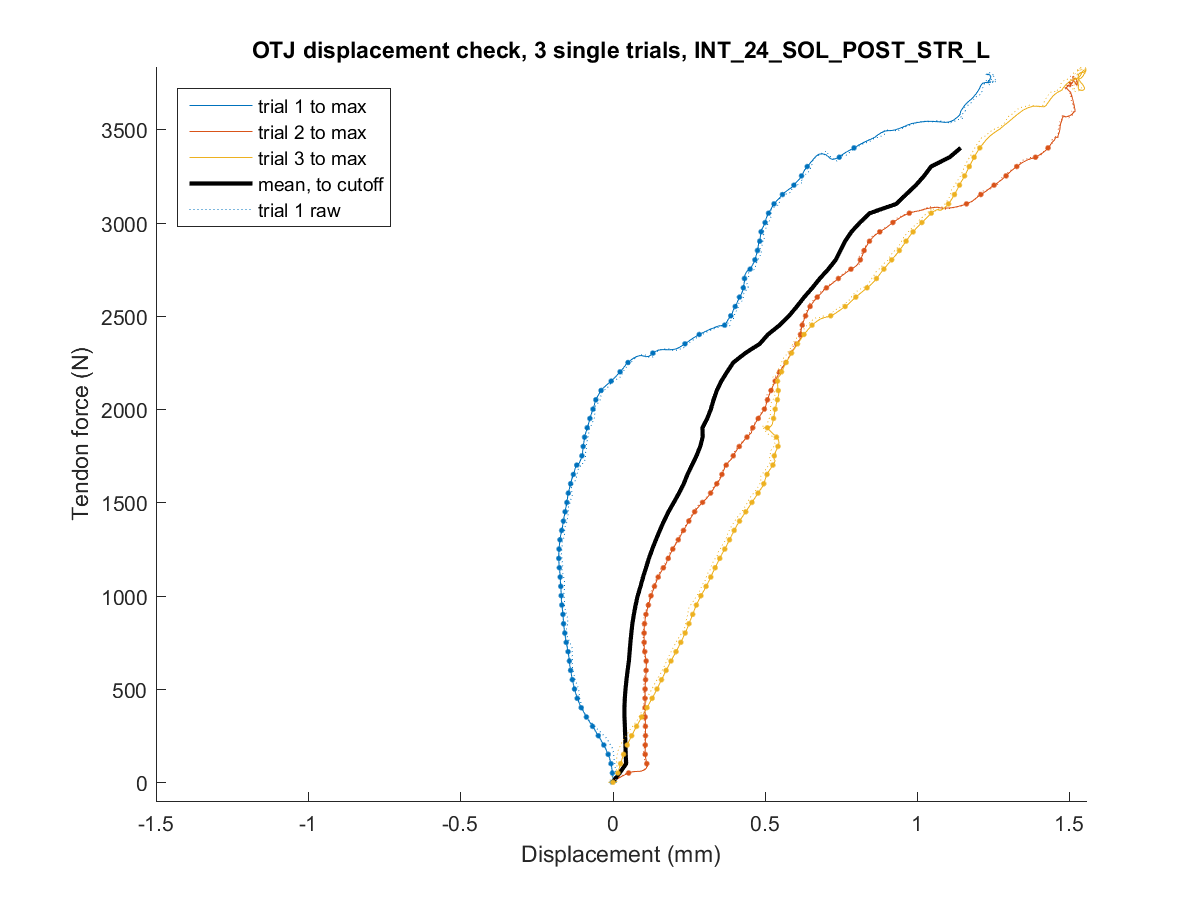 OTJ displacement check, 3 single trials, INT_24_SOL_POST_STR_L
trial 1 to max
trial 2 to max
trial 3 to max
mean, to cutoff
trial 1 raw
Tendon force (N)
3500
3000
2500
2000
1500
1000
500
0
-1.5 -1 -0.5 0 0.5 1 1.5
Displacement (mm)